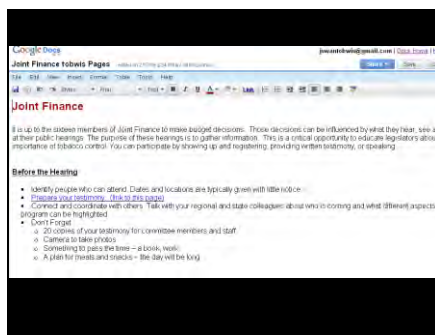 Google Docs
Joint Finance tobwis Pages
File Edit View Insert Format Table Tools Help
Joint Finance
It is up to the sixteen members of Joint Finance to make budget decisions. Those decisions can be influenced by what they hear, see a
at their public hearings. The purpose of these hearings is to gather information. This is a critical opportunity to educate legislators abou
importance of tobacco control. You can participate by showing up and registering, providing written testimony, or speaking.
Before the Hearing
Identify people who can attend. Dates and locations are typically given with little notice.
Prepare your testimony. (link to this page)
Connect and coordinate with others. Talk with your regional and state colleagues about who is coming and what different aspects
program can be highlighted.
Don't Forget
20 copies of your testimony for committee members and staff
Camera to take photos
Something to pass the time – a book, work
A plan for meals and snacks – the day will be long